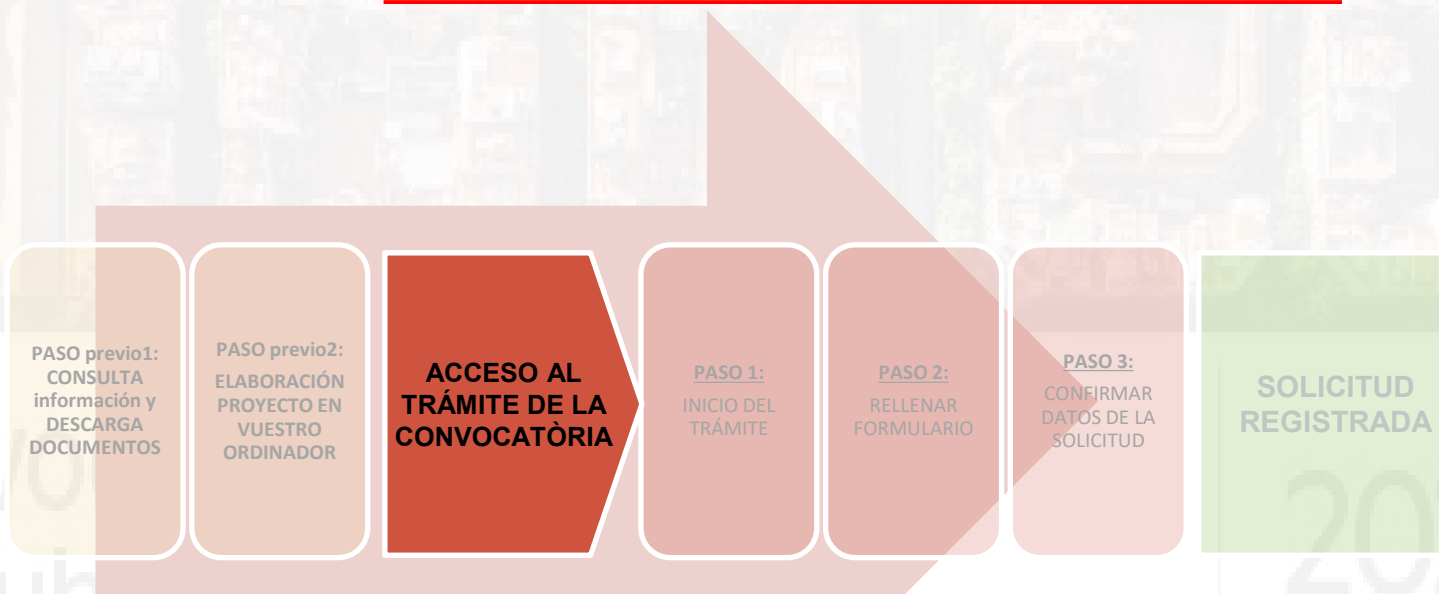 PASO previo1:
CONSULTA
información y
DESCARGA
DOCUMENTOS
PASO previo2:
ELABORACIÓN
PROYECTO EN
VUESTRO
ORDINADOR
ACCESO AL
TRÁMITE DE LA
CONVOCATÒRIA
PASO 1:
INICIO DEL
TRÁMITE
PASO 2:
RELLENAR
FORMULARIO
PASO 3:
CONFIRMAR
DATOS DE LA
SOLICITUD
SOLICITUD
REGISTRADA